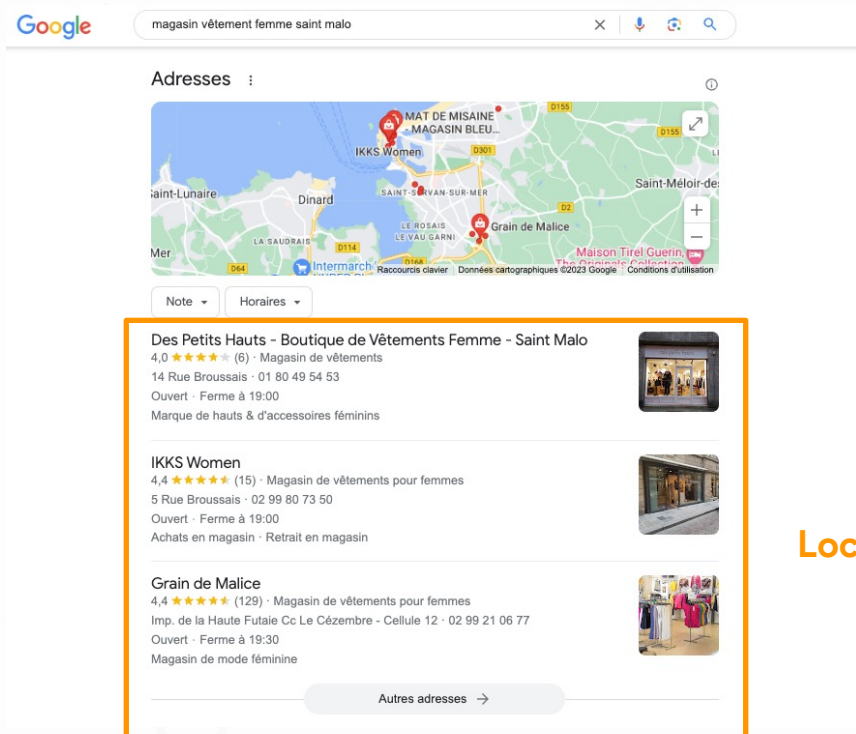 Google
magasin vêtement femme saint malo
Adresses
MAT DE MISAINE
- MAGASIN BLEU...
D155
D155
IKKS Women
D301
Saint-Lunaire
Dinard
SAINT-SERVAN-SUR-MER
Saint-Méloir-de
D2
LE ROSAIS
LE VAU GARNI
Grain de Malice
LA SAUDRAIS
D114
Mer
D64
Intermarch
D168
Maison Tirel Guerin,
The Originals Collection
Raccourcis clavier
Données cartographiques ©2023 Google
Conditions d'utilisation
Note
Horaires
Des Petits Hauts - Boutique de Vêtements Femme - Saint Malo
4,0 ★★★★★ (6) · Magasin de vêtements
14 Rue Broussais · 01 80 49 54 53
Ouvert · Ferme à 19:00
Marque de hauts & d'accessoires féminins
IKKS Women
4,4 ★★★★★ (15) · Magasin de vêtements pour femmes
5 Rue Broussais · 02 99 80 73 50
Ouvert · Ferme à 19:00
Achats en magasin · Retrait en magasin
Grain de Malice
4,4 ★★★★★ (129) · Magasin de vêtements pour femmes
Imp. de la Haute Futaie Cc Le Cézembre - Cellule 12 · 02 99 21 06 77
Ouvert · Ferme à 19:30
Magasin de mode féminine
Autres adresses →
Loc